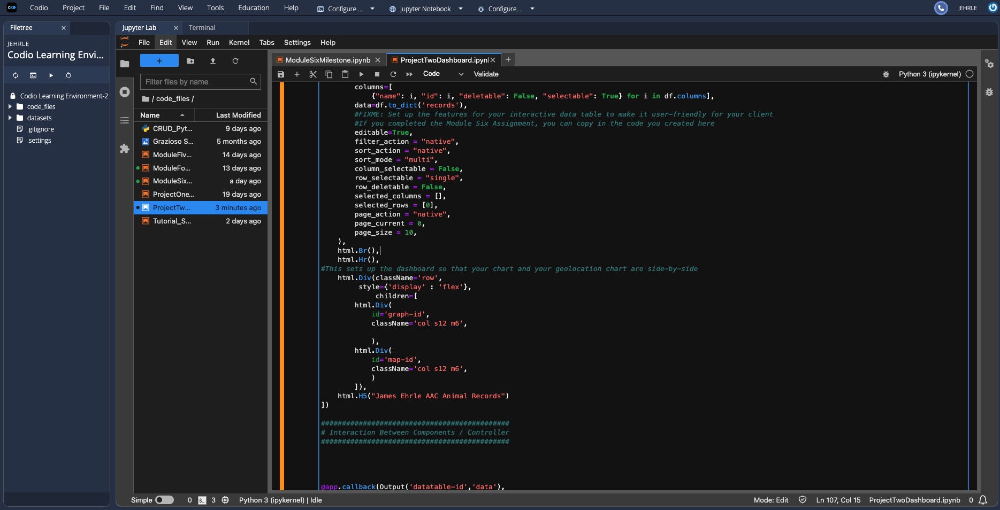 Codio Project File Edit Find View Tools Education Help Configure.... Jupyter Notebook Configure.... JEHRLE
Filetree
JEHRLE
Codio Learning Envi...
Codio Learning Environment-2
code_files
datasets
.gitignore
.settings
Jupyter Lab Terminal
File Edit View Run Kernel Tabs Settings Help
+
Filter files by name
/ code_files /
Name Last Modified
CRUD_Pyt... 9 days ago
Grazioso S... 5 months ago
ModuleFiv... 14 days ago
ModuleFo... 13 days ago
ModuleSix... a day ago
ProjectOne... 19 days ago
ProjectTw... 3 minutes ago
Tutorial_S... 2 days ago
ModuleSixMilestone.ipynb ProjectTwoDashboard.ipynb
Code Validate Python 3 (ipykernel)
columns=[
{"name": i, "id": i, "deletable": False, "selectable": True} for i in df.columns],
data=df.to_dict('records'),
#FIXME: Set up the features for your interactive data table to make it user-friendly for your client
#If you completed the Module Six Assignment, you can copy in the code you created here
editable=True,
filter_action = "native",
sort_action = "native",
sort_mode = "multi",
column_selectable = False,
row_selectable = "single",
row_deletable = False,
selected_columns = [],
selected_rows = [0],
page_action = "native",
page_current = 0,
page_size = 10,
),
html.Br(),
html.Hr(),
#This sets up the dashboard so that your chart and your geolocation chart are side-by-side
html.Div(className='row',
style={'display' : 'flex'},
children=[
html.Div(
id='graph-id',
className='col s12 m6',
),
html.Div(
id='map-id',
className='col s12 m6',
)
]),
html.H5("James Ehrle AAC Animal Records")
])
#############################################
# Interaction Between Components / Controller
#############################################
@app.callback(Output('datatable-id','data'),
Simple 0 $_ 3 Python 3 (ipykernel) | Idle Mode: Edit Ln 107, Col 15 ProjectTwoDashboard.ipynb 0